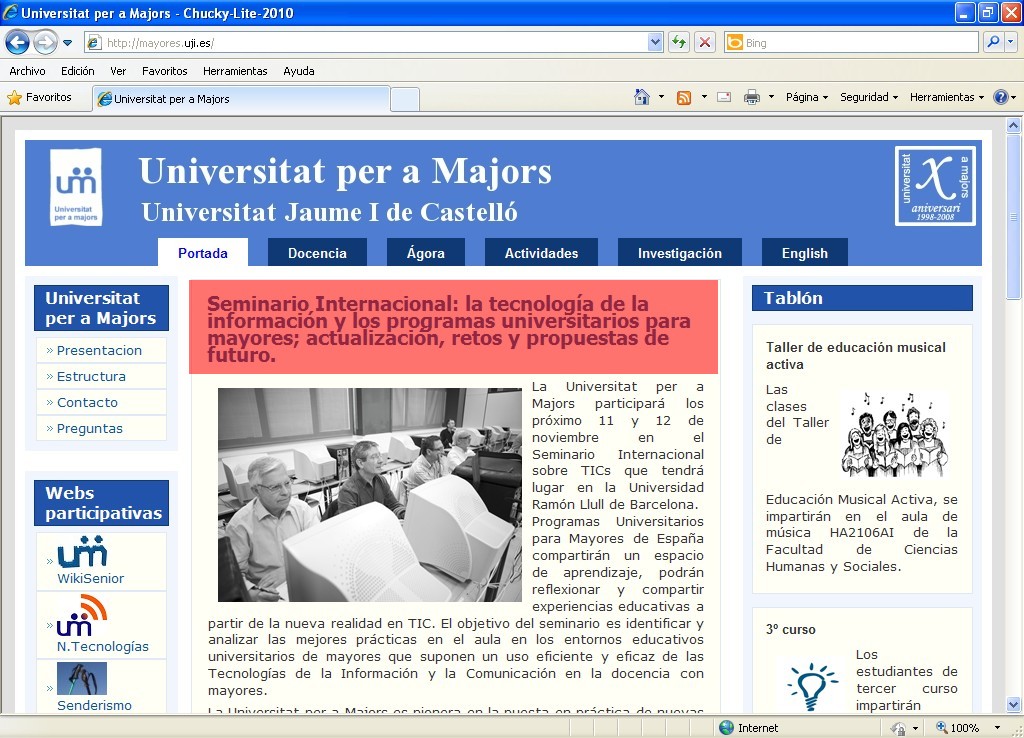 Universitat per a Majors - Chucky-Lite-2010
http://mayores.uji.es/
Bing
Archivo Edición Ver Favoritos Herramientas Ayuda
Favoritos
Universitat per a Majors
Página Seguridad Herramientas
um
Universitat
per a majors
Universitat per a Majors
Universitat Jaume I de Castelló
universitat
X
a majors
aniversari
1998-2008
Portada Docencia Ágora Actividades Investigación English
Universitat
per a Majors
» Presentacion
» Estructura
» Contacto
» Preguntas
Webs
participativas
» um
WikiSenior
» um
N.Tecnologías
»
Senderismo
Seminario Internacional: la tecnología de la
información y los programas universitarios para
mayores; actualización, retos y propuestas de
futuro.
La Universitat per a
Majors participará los
próximo 11 y 12 de
noviembre en el
Seminario Internacional
sobre TICs que tendrá
lugar en la Universidad
Ramón Llull de Barcelona.
Programas Universitarios
para Mayores de España
compartirán un espacio
de aprendizaje, podrán
reflexionar y compartir
experiencias educativas a
partir de la nueva realidad en TIC. El objetivo del seminario es identificar y
analizar las mejores prácticas en el aula en los entornos educativos
universitarios de mayores que suponen un uso eficiente y eficaz de las
Tecnologías de la Información y la Comunicación en la docencia con
mayores.
La Universitat per a Majors es pionera en la puesta en práctica de nuevas
Tablón
Taller de educación musical
activa
Las
clases
del Taller
de
Educación Musical Activa, se
impartirán en el aula de
música HA2106AI de la
Facultad de Ciencias
Humanas y Sociales.
3º curso
Los
estudiantes de
tercer curso
impartirán
Internet
100%